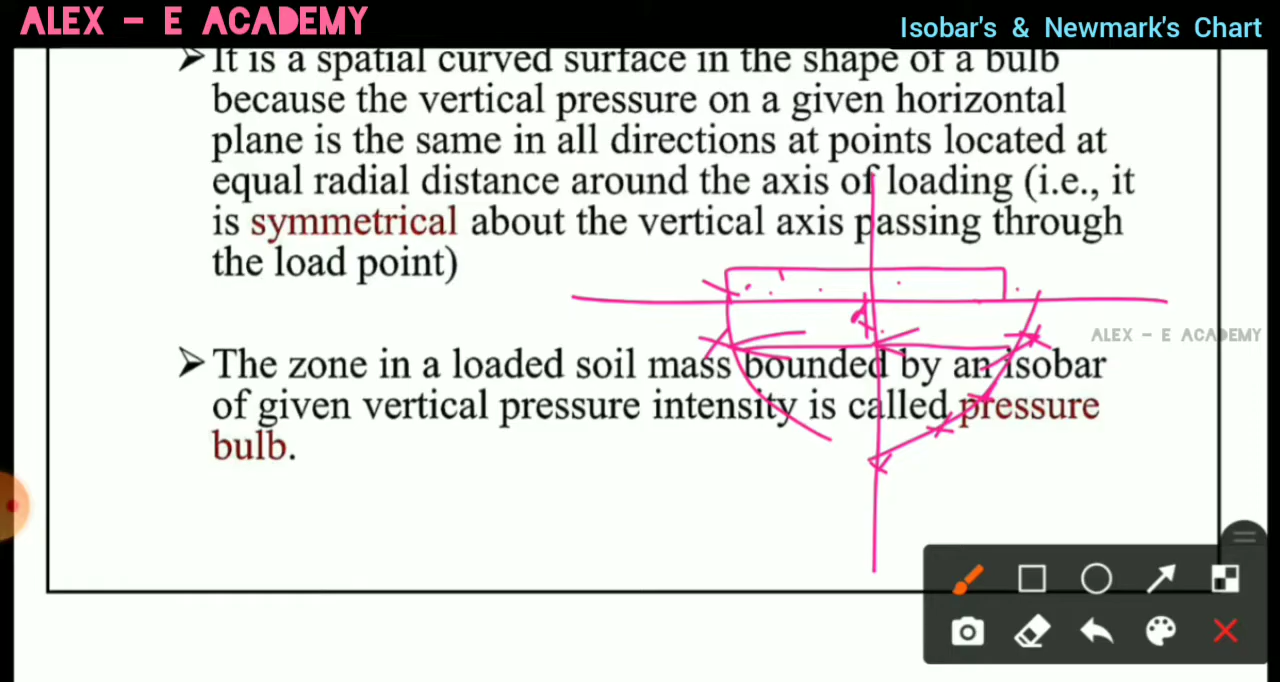 ALEX - E ACADEMY
Isobar's & Newmark's Chart
➤ It is a spatial curved surface in the shape of a bulb
because the vertical pressure on a given horizontal
plane is the same in all directions at points located at
equal radial distance around the axis of loading (i.e., it
is symmetrical about the vertical axis passing through
the load point)
ALEX - E ACADEMY
➤ The zone in a loaded soil mass bounded by an isobar
of given vertical pressure intensity is called pressure
bulb.